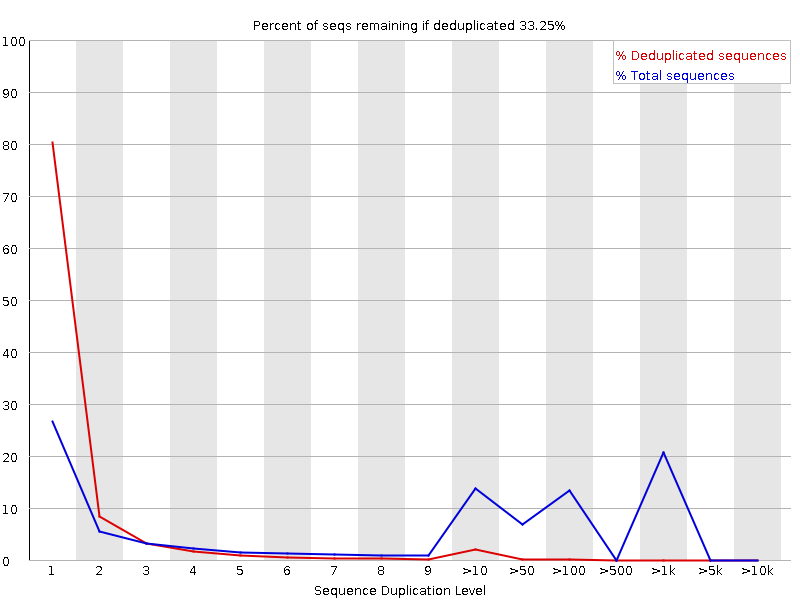 Percent of seqs remaining if deduplicated 33.25%
% Deduplicated sequences
% Total sequences
100
90
80
70
60
50
40
30
20
10
0
1 2 3 4 5 6 7 8 9 >10 >50 >100 >500 >1k >5k >10k
Sequence Duplication Level